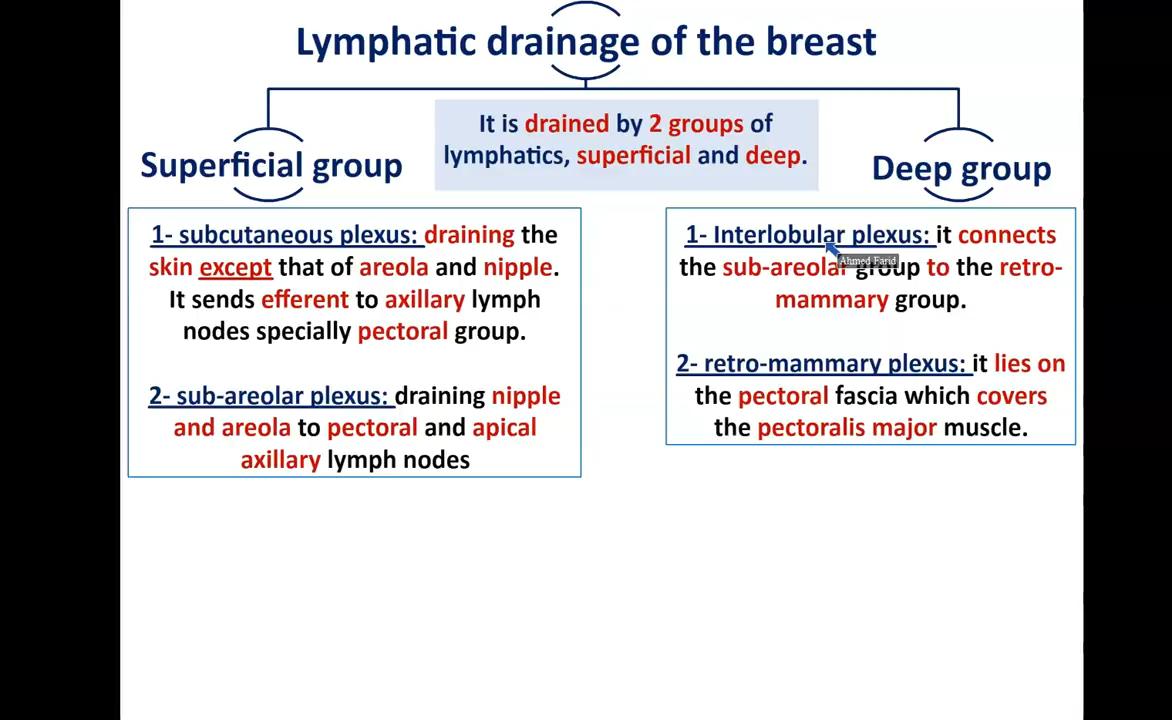 Lymphatic drainage of the breast
It is drained by 2 groups of
lymphatics, superficial and deep.
Superficial group
1- subcutaneous plexus: draining the
skin except that of areola and nipple.
It sends efferent to axillary lymph
nodes specially pectoral group.
2- sub-areolar plexus: draining nipple
and areola to pectoral and apical
axillary lymph nodes
Deep group
1- Interlobular plexus: it connects
the sub-areolar group to the retro-
mammary group.
Ahmed Farid
2- retro-mammary plexus: it lies on
the pectoral fascia which covers
the pectoralis major muscle.